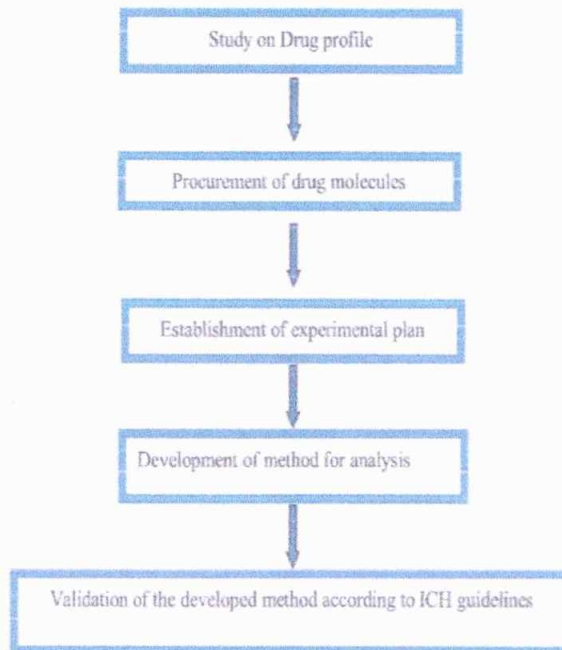 Study on Drug profile
Procurement of drug molecules
Establishment of experimental plan
Development of method for analysis
Validation of the developed method according to ICH guidelines